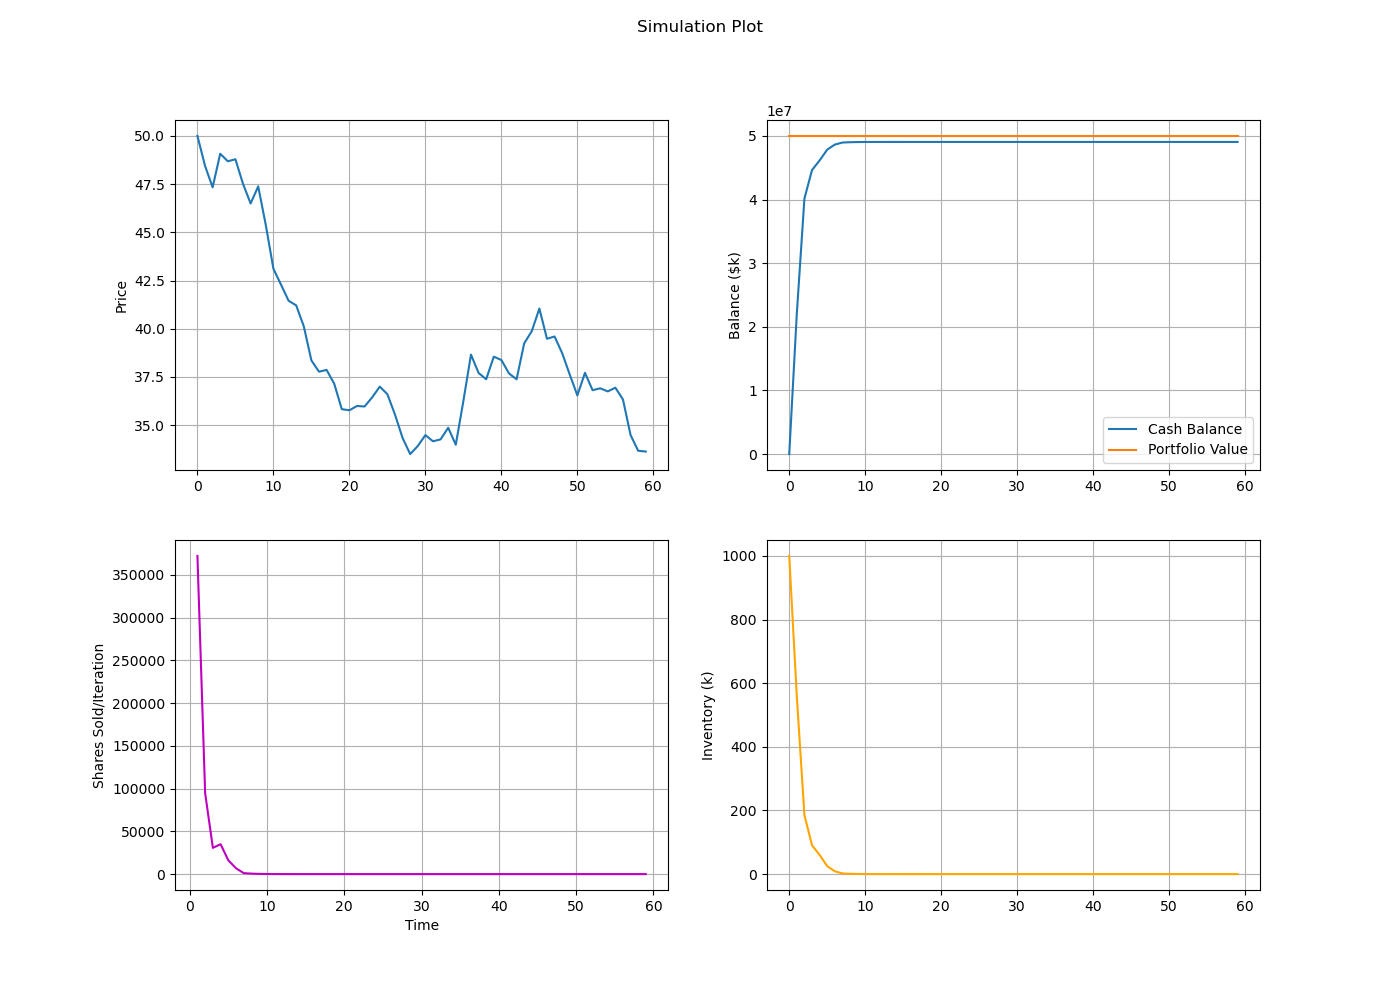 Simulation Plot
50.0
47.5
45.0
42.5
40.0
37.5
35.0
Price
0 10 20 30 40 50 60
1e7
5
4
3
2
1
0
Balance ($k)
Cash Balance
Portfolio Value
0 10 20 30 40 50 60
350000
300000
250000
200000
150000
100000
50000
0
Shares Sold/Iteration
0 10 20 30 40 50 60
Time
1000
800
600
400
200
0
Inventory (k)
0 10 20 30 40 50 60